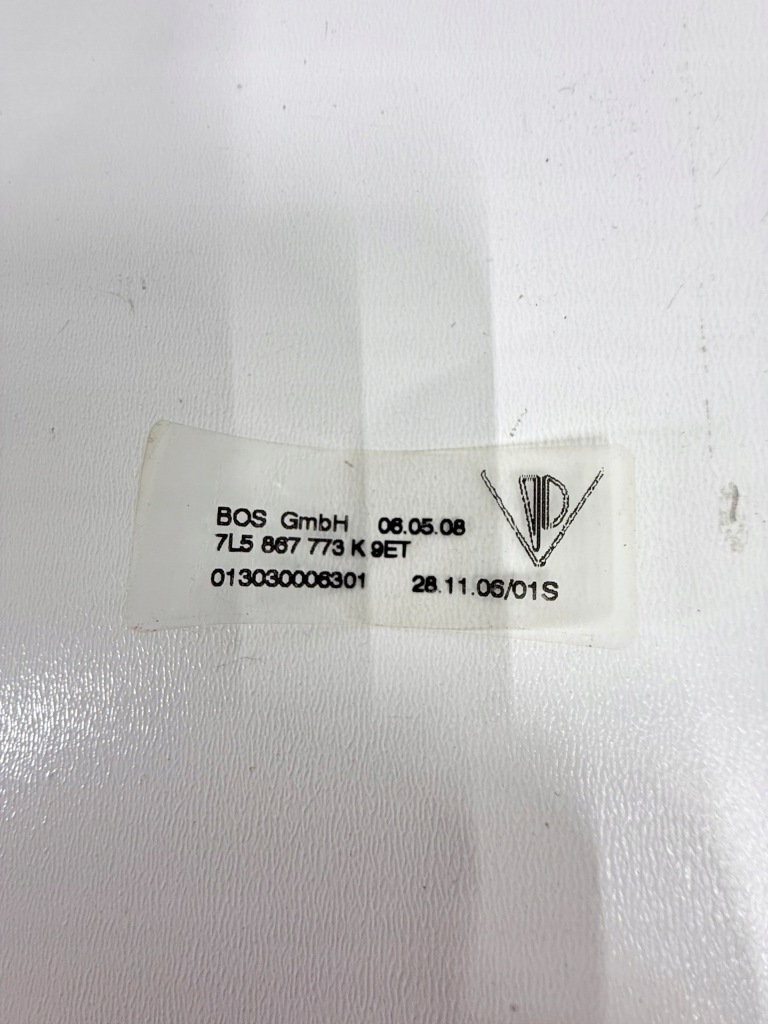 BOS GmbH 06.05.08
7L5 867 773 K 9ET
013030006301 28.11.06/01S